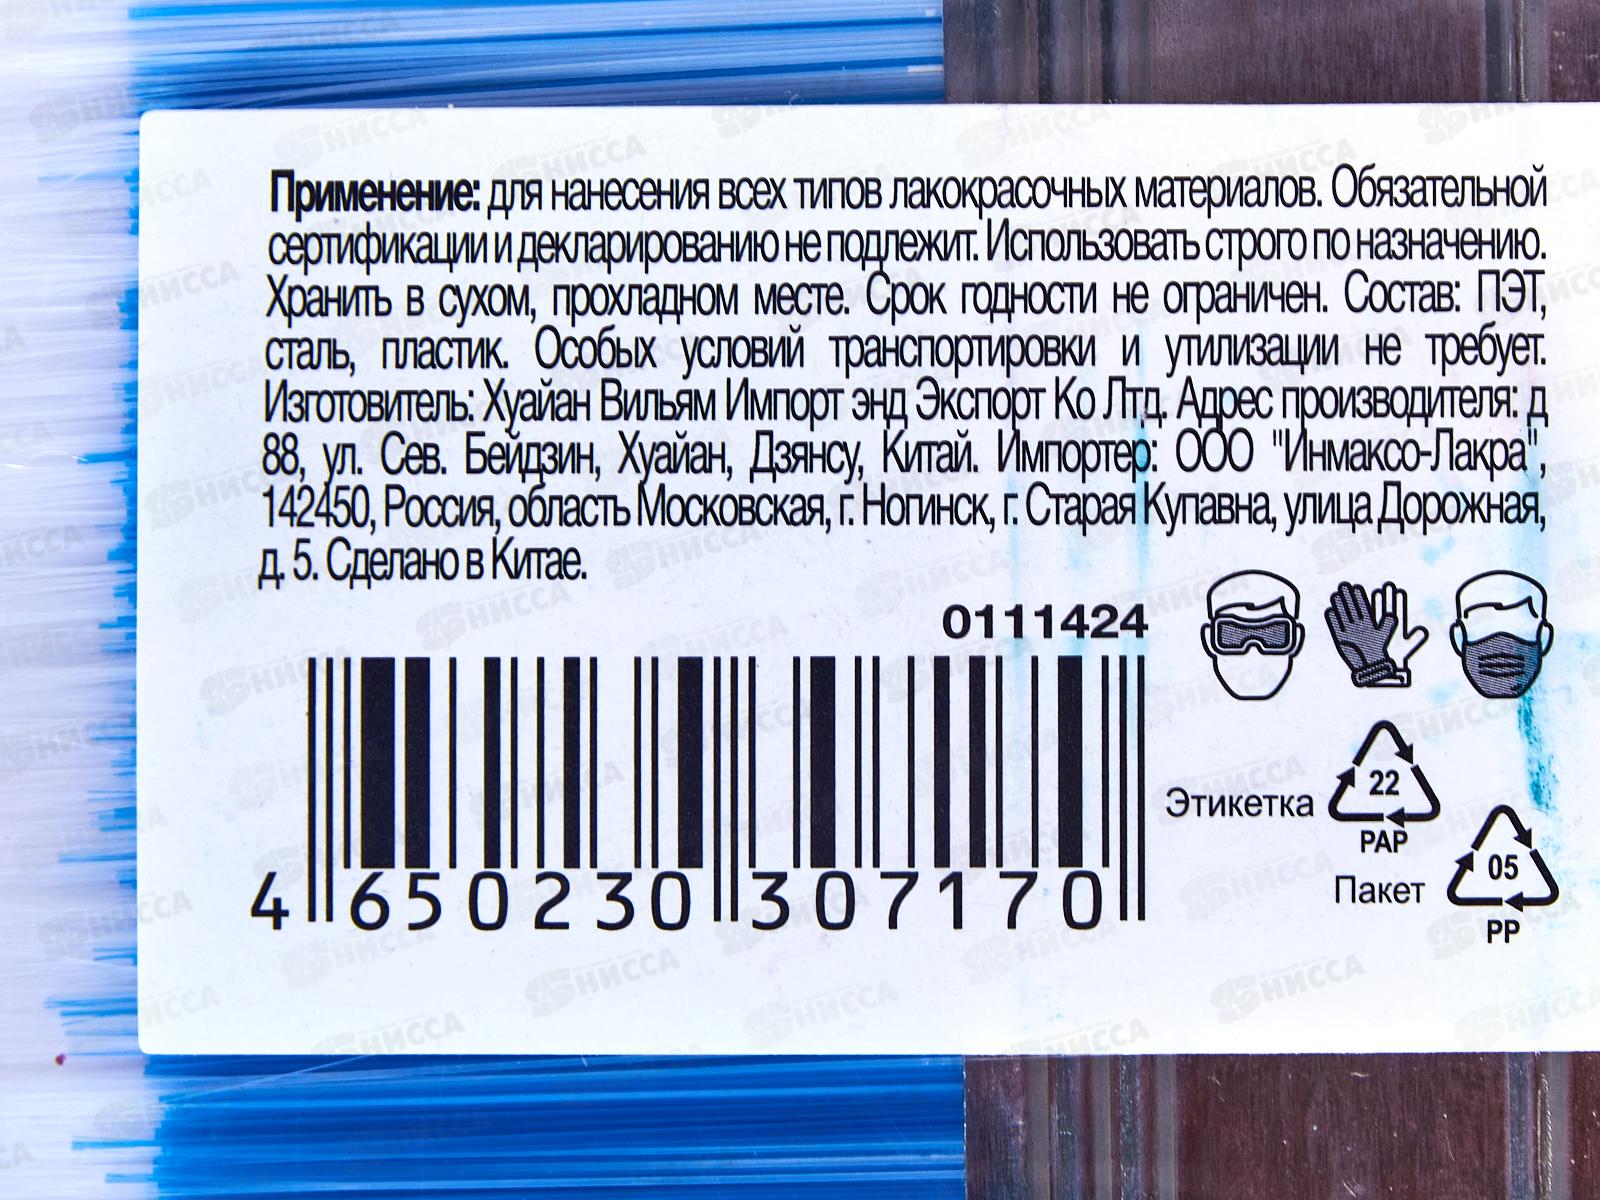 Применение: для нанесения всех типов лакокрасочных материалов. Обязательной
сертификации и декларированию не подлежит. Использовать строго по назначению.
Хранить в сухом, прохладном месте. Срок годности не ограничен. Состав: ПЭТ,
сталь, пластик. Особых условий транспортировки и утилизации не требует.
Изготовитель: Хуайан Вильям Импорт энд Экспорт Ко Лтд. Адрес производителя: д
88, ул. Сев. Бейдзин, Хуайан, Дзянсу, Китай. Импортер: ООО "Инмаксо-Лакра",
142450, Россия, область Московская, г. Ногинск, г. Старая Купавна, улица Дорожная,
д. 5. Сделано в Китае.
0111424
4 650230 307170
Этикетка
22
PAP
Пакет
05
PP
НИССА